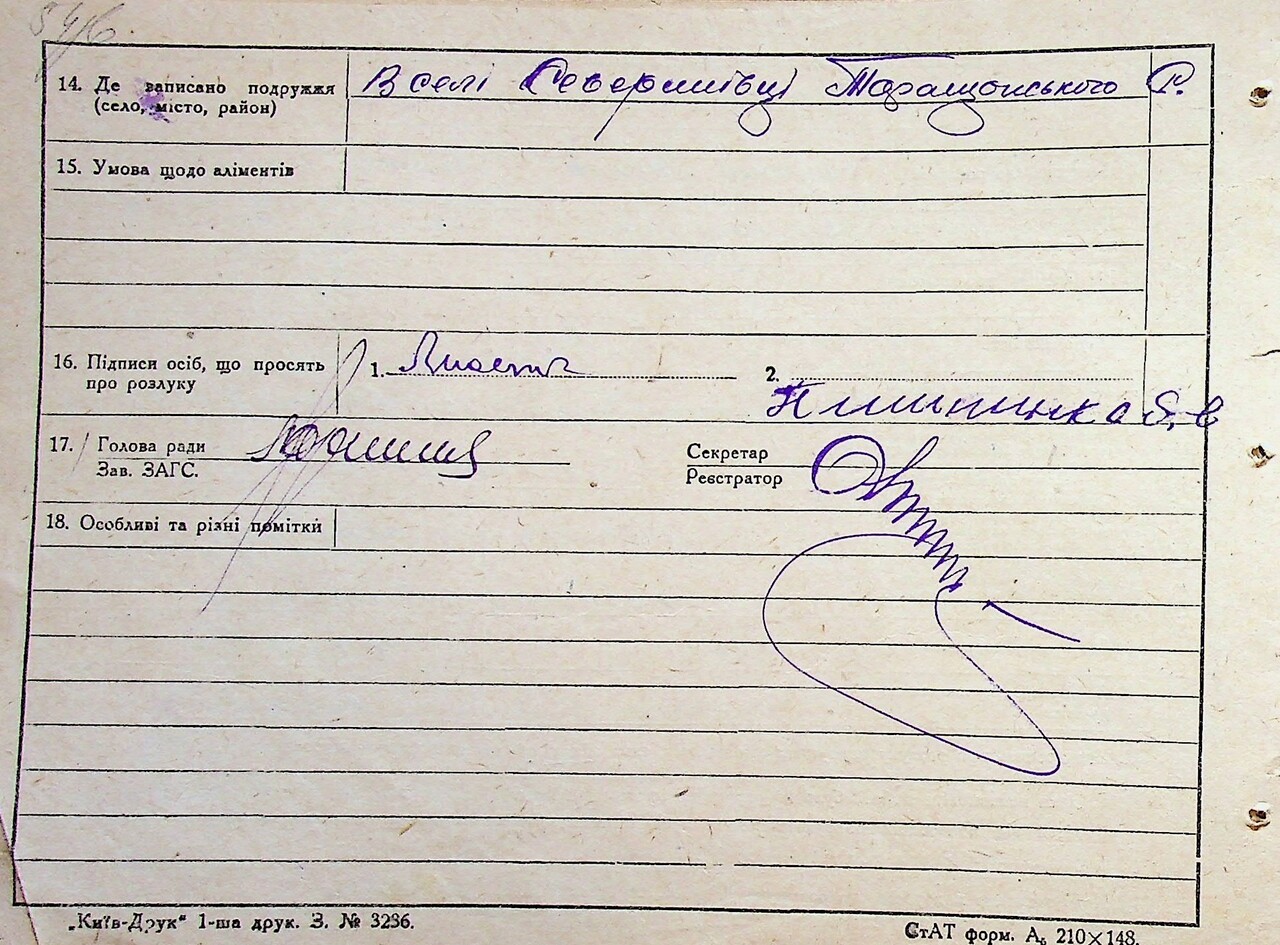 546.
14. Де записано подружжя В селі Северинівці Таращанського Р.
(село, місто, район)
15. Умова щодо аліментів
16. Підписи осіб, що просять 1. 2.
про розлуку
17. Голова ради Секретар
Зав. ЗАГС. Реєстратор
18. Особливі та різні помітки
„Київ-Друк“ 1-ша друк. З. № 3236.
СтАТ форм. А₅ 210×148.